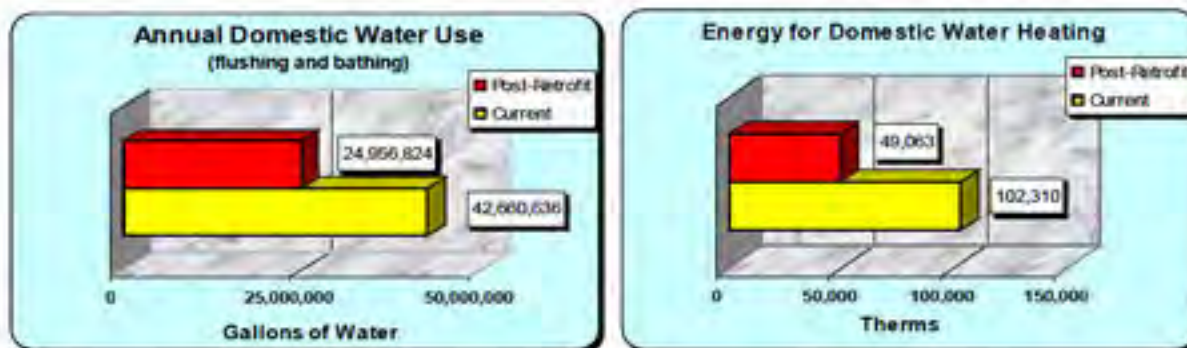 Annual Domestic Water Use
(flushing and bathing)
Post-Retrofit
Current
24,956,824
42,660,636
0 25,000,000 50,000,000
Gallons of Water
Energy for Domestic Water Heating
Post-Retrofit
Current
49,063
102,310
0 50,000 100,000 150,000
Therms